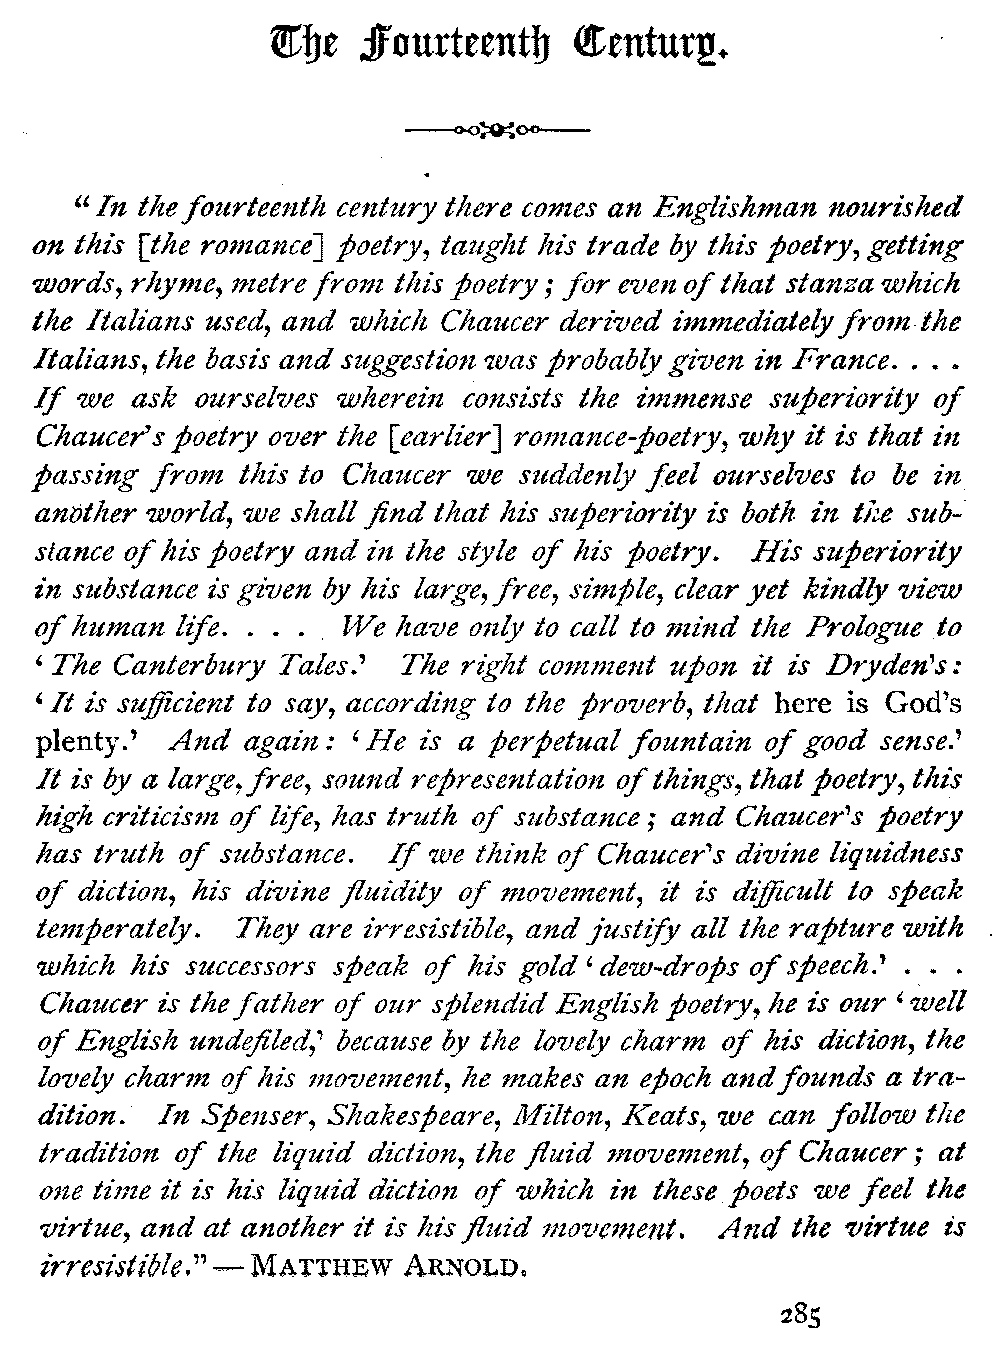 The Fourteenth Century.
“In the fourteenth century there comes an Englishman nourished
on this [the romance] poetry, taught his trade by this poetry, getting
words, rhyme, metre from this poetry; for even of that stanza which
the Italians used, and which Chaucer derived immediately from the
Italians, the basis and suggestion was probably given in France. . . .
If we ask ourselves wherein consists the immense superiority of
Chaucer's poetry over the [earlier] romance-poetry, why it is that in
passing from this to Chaucer we suddenly feel ourselves to be in
another world, we shall find that his superiority is both in the sub-
stance of his poetry and in the style of his poetry. His superiority
in substance is given by his large, free, simple, clear yet kindly view
of human life. . . . . We have only to call to mind the Prologue to
‘The Canterbury Tales.’ The right comment upon it is Dryden's:
‘It is sufficient to say, according to the proverb, that here is God's
plenty.’ And again: ‘He is a perpetual fountain of good sense.’
It is by a large, free, sound representation of things, that poetry, this
high criticism of life, has truth of substance; and Chaucer's poetry
has truth of substance. If we think of Chaucer's divine liquidness
of diction, his divine fluidity of movement, it is difficult to speak
temperately. They are irresistible, and justify all the rapture with
which his successors speak of his gold ‘dew-drops of speech.’ . . .
Chaucer is the father of our splendid English poetry, he is our ‘well
of English undefiled,’ because by the lovely charm of his diction, the
lovely charm of his movement, he makes an epoch and founds a tra-
dition. In Spenser, Shakespeare, Milton, Keats, we can follow the
tradition of the liquid diction, the fluid movement, of Chaucer; at
one time it is his liquid diction of which in these poets we feel the
virtue, and at another it is his fluid movement. And the virtue is
irresistible.”—MATTHEW ARNOLD.
285